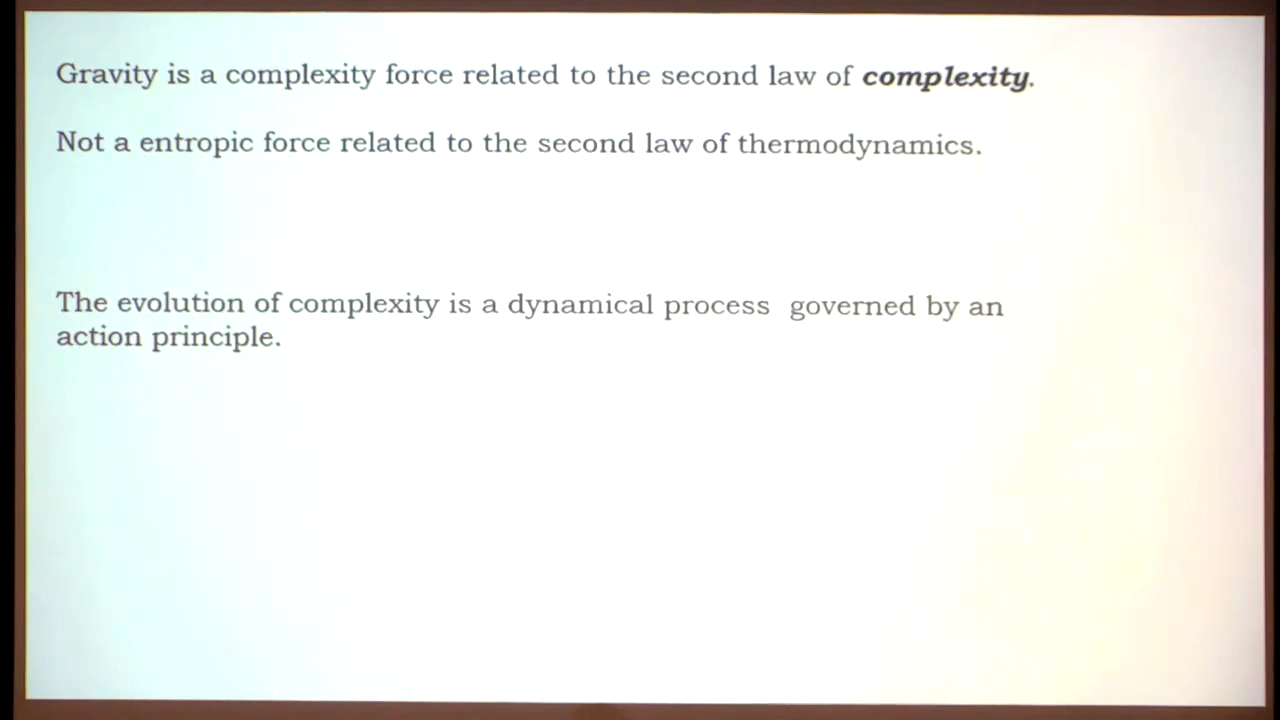 Gravity is a complexity force related to the second law of complexity.
Not a entropic force related to the second law of thermodynamics.
The evolution of complexity is a dynamical process governed by an
action principle.